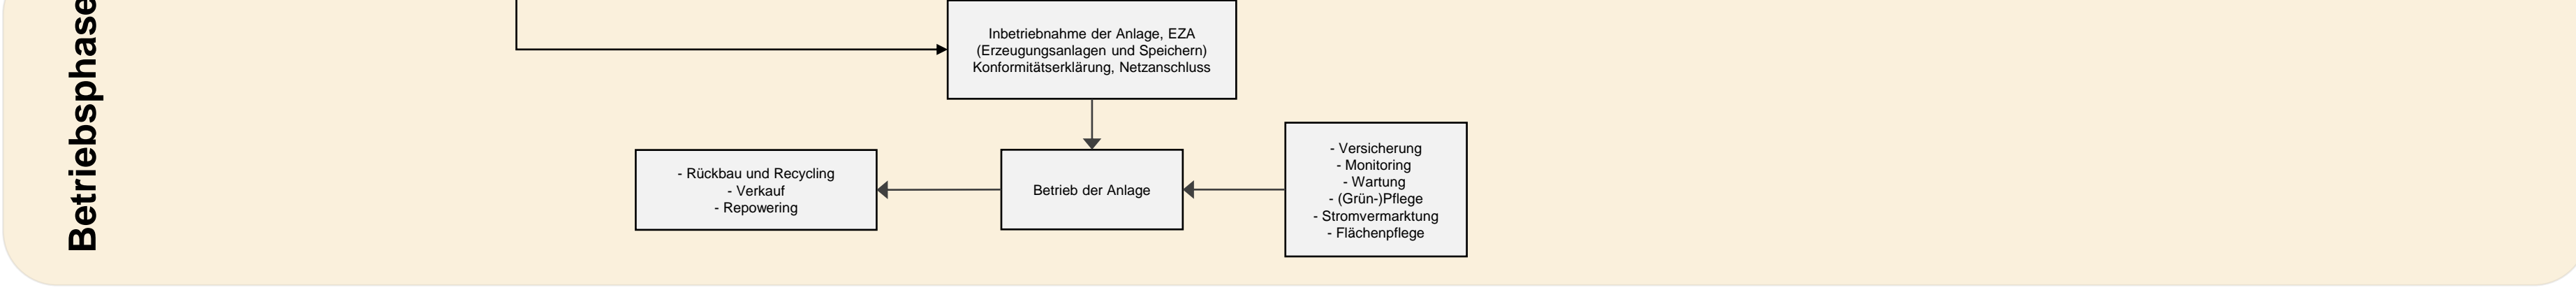 Betriebsphase
Inbetriebnahme der Anlage, EZA
(Erzeugungsanlagen und Speichern)
Konformitätserklärung, Netzanschluss
- Rückbau und Recycling
- Verkauf
- Repowering
Betrieb der Anlage
- Versicherung
- Monitoring
- Wartung
- (Grün-)Pflege
- Stromvermarktung
- Flächenpflege